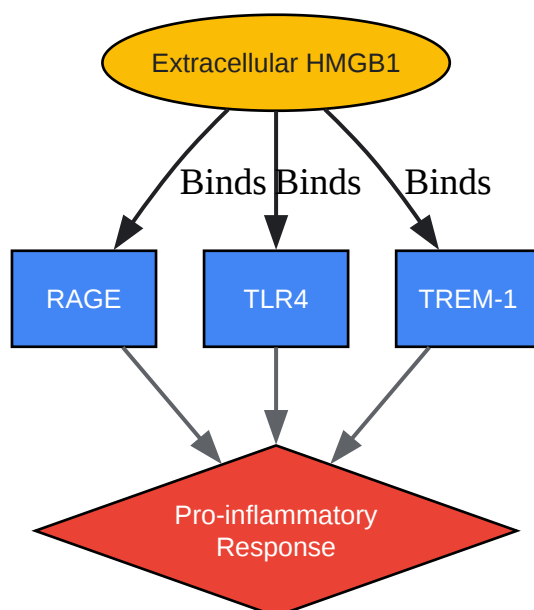 Extracellular HMGB1
Binds Binds Binds
RAGE TLR4 TREM-1
Pro-inflammatory
Response